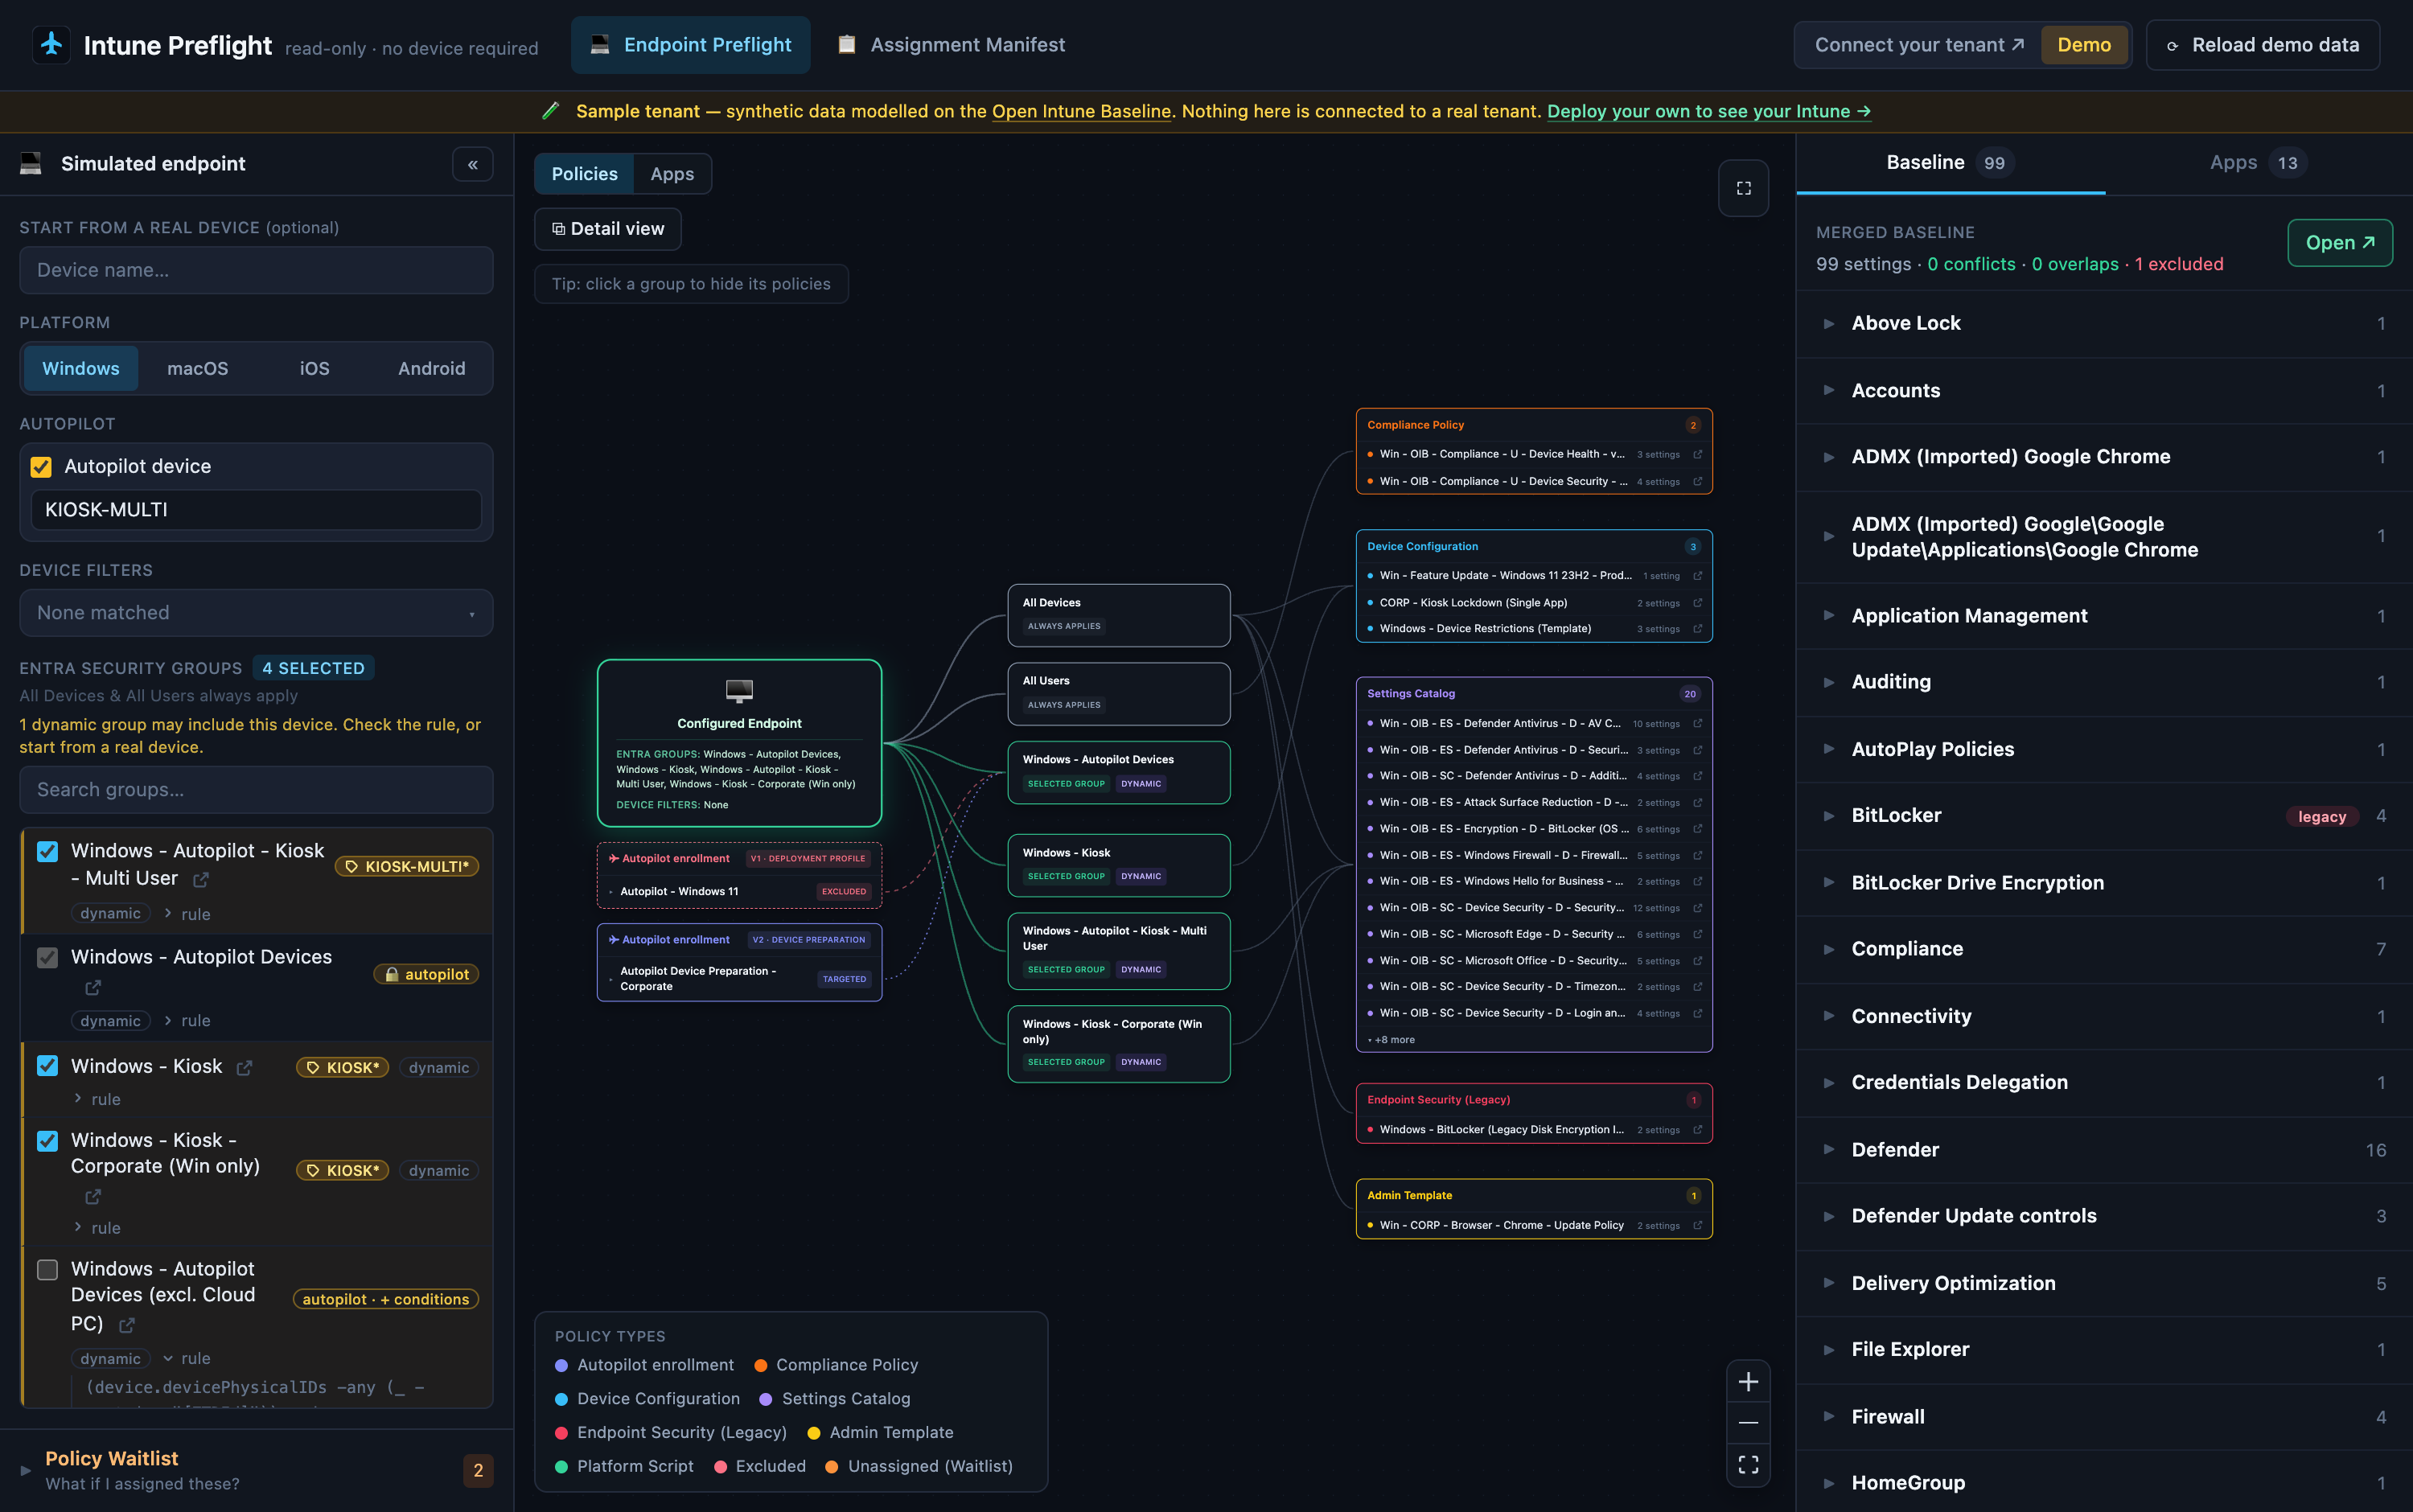 Intune Preflight read-only · no device required
Endpoint Preflight
Assignment Manifest
Connect your tenant ↗ Demo
⟳ Reload demo data
Sample tenant — synthetic data modelled on the Open Intune Baseline. Nothing here is connected to a real tenant. Deploy your own to see your Intune →
Simulated endpoint
«
START FROM A REAL DEVICE (optional)
Device name...
PLATFORM
Windows macOS iOS Android
AUTOPILOT
Autopilot device
KIOSK-MULTI
DEVICE FILTERS
None matched
ENTRA SECURITY GROUPS 4 SELECTED
All Devices & All Users always apply
1 dynamic group may include this device. Check the rule, or
start from a real device.
Search groups...
Windows - Autopilot - Kiosk
- Multi User
KIOSK-MULTI*
dynamic > rule
Windows - Autopilot Devices
autopilot
dynamic > rule
Windows - Kiosk
KIOSK* dynamic
> rule
Windows - Kiosk -
Corporate (Win only)
KIOSK* dynamic
> rule
Windows - Autopilot
Devices (excl. Cloud
PC)
autopilot · + conditions
dynamic rule
(device.devicePhysicalIDs -any (_ -
Policy Waitlist
What if I assigned these?
2
Policies Apps
Detail view
Tip: click a group to hide its policies
Configured Endpoint
ENTRA GROUPS: Windows - Autopilot Devices,
Windows - Kiosk, Windows - Autopilot - Kiosk -
Multi User, Windows - Kiosk - Corporate (Win only)
DEVICE FILTERS: None
Autopilot enrollment V1 · DEPLOYMENT PROFILE
Autopilot - Windows 11 EXCLUDED
Autopilot enrollment V2 · DEVICE PREPARATION
Autopilot Device Preparation -
Corporate
TARGETED
All Devices
ALWAYS APPLIES
All Users
ALWAYS APPLIES
Windows - Autopilot Devices
SELECTED GROUP DYNAMIC
Windows - Kiosk
SELECTED GROUP DYNAMIC
Windows - Autopilot - Kiosk - Multi
User
SELECTED GROUP DYNAMIC
Windows - Kiosk - Corporate (Win
only)
SELECTED GROUP DYNAMIC
Compliance Policy 2
Win - OIB - Compliance - U - Device Health - v... 3 settings
Win - OIB - Compliance - U - Device Security - ... 4 settings
Device Configuration 3
Win - Feature Update - Windows 11 23H2 - Prod... 1 setting
CORP - Kiosk Lockdown (Single App) 2 settings
Windows - Device Restrictions (Template) 3 settings
Settings Catalog 20
Win - OIB - ES - Defender Antivirus - D - AV C... 10 settings
Win - OIB - ES - Defender Antivirus - D - Securi... 3 settings
Win - OIB - SC - Defender Antivirus - D - Additi... 4 settings
Win - OIB - ES - Attack Surface Reduction - D -... 2 settings
Win - OIB - ES - Encryption - D - BitLocker (OS ... 6 settings
Win - OIB - ES - Windows Firewall - D - Firewall... 5 settings
Win - OIB - ES - Windows Hello for Business - ... 2 settings
Win - OIB - SC - Device Security - D - Security... 12 settings
Win - OIB - SC - Microsoft Edge - D - Security ... 6 settings
Win - OIB - SC - Microsoft Office - D - Security... 5 settings
Win - OIB - SC - Device Security - D - Timezon... 2 settings
Win - OIB - SC - Device Security - D - Login an... 4 settings
+8 more
Endpoint Security (Legacy) 1
Windows - BitLocker (Legacy Disk Encryption I... 2 settings
Admin Template 1
Win - CORP - Browser - Chrome - Update Policy 2 settings
POLICY TYPES
Autopilot enrollment Compliance Policy
Device Configuration Settings Catalog
Endpoint Security (Legacy) Admin Template
Platform Script Excluded Unassigned (Waitlist)
Baseline 99
Apps 13
MERGED BASELINE
99 settings · 0 conflicts · 0 overlaps · 1 excluded
Open ↗
Above Lock 1
Accounts 1
ADMX (Imported) Google Chrome 1
ADMX (Imported) Google\Google
Update\Applications\Google Chrome 1
Application Management 1
Auditing 1
AutoPlay Policies 1
BitLocker legacy 4
BitLocker Drive Encryption 1
Compliance 7
Connectivity 1
Credentials Delegation 1
Defender 16
Defender Update controls 3
Delivery Optimization 5
File Explorer 1
Firewall 4
HomeGroup 1